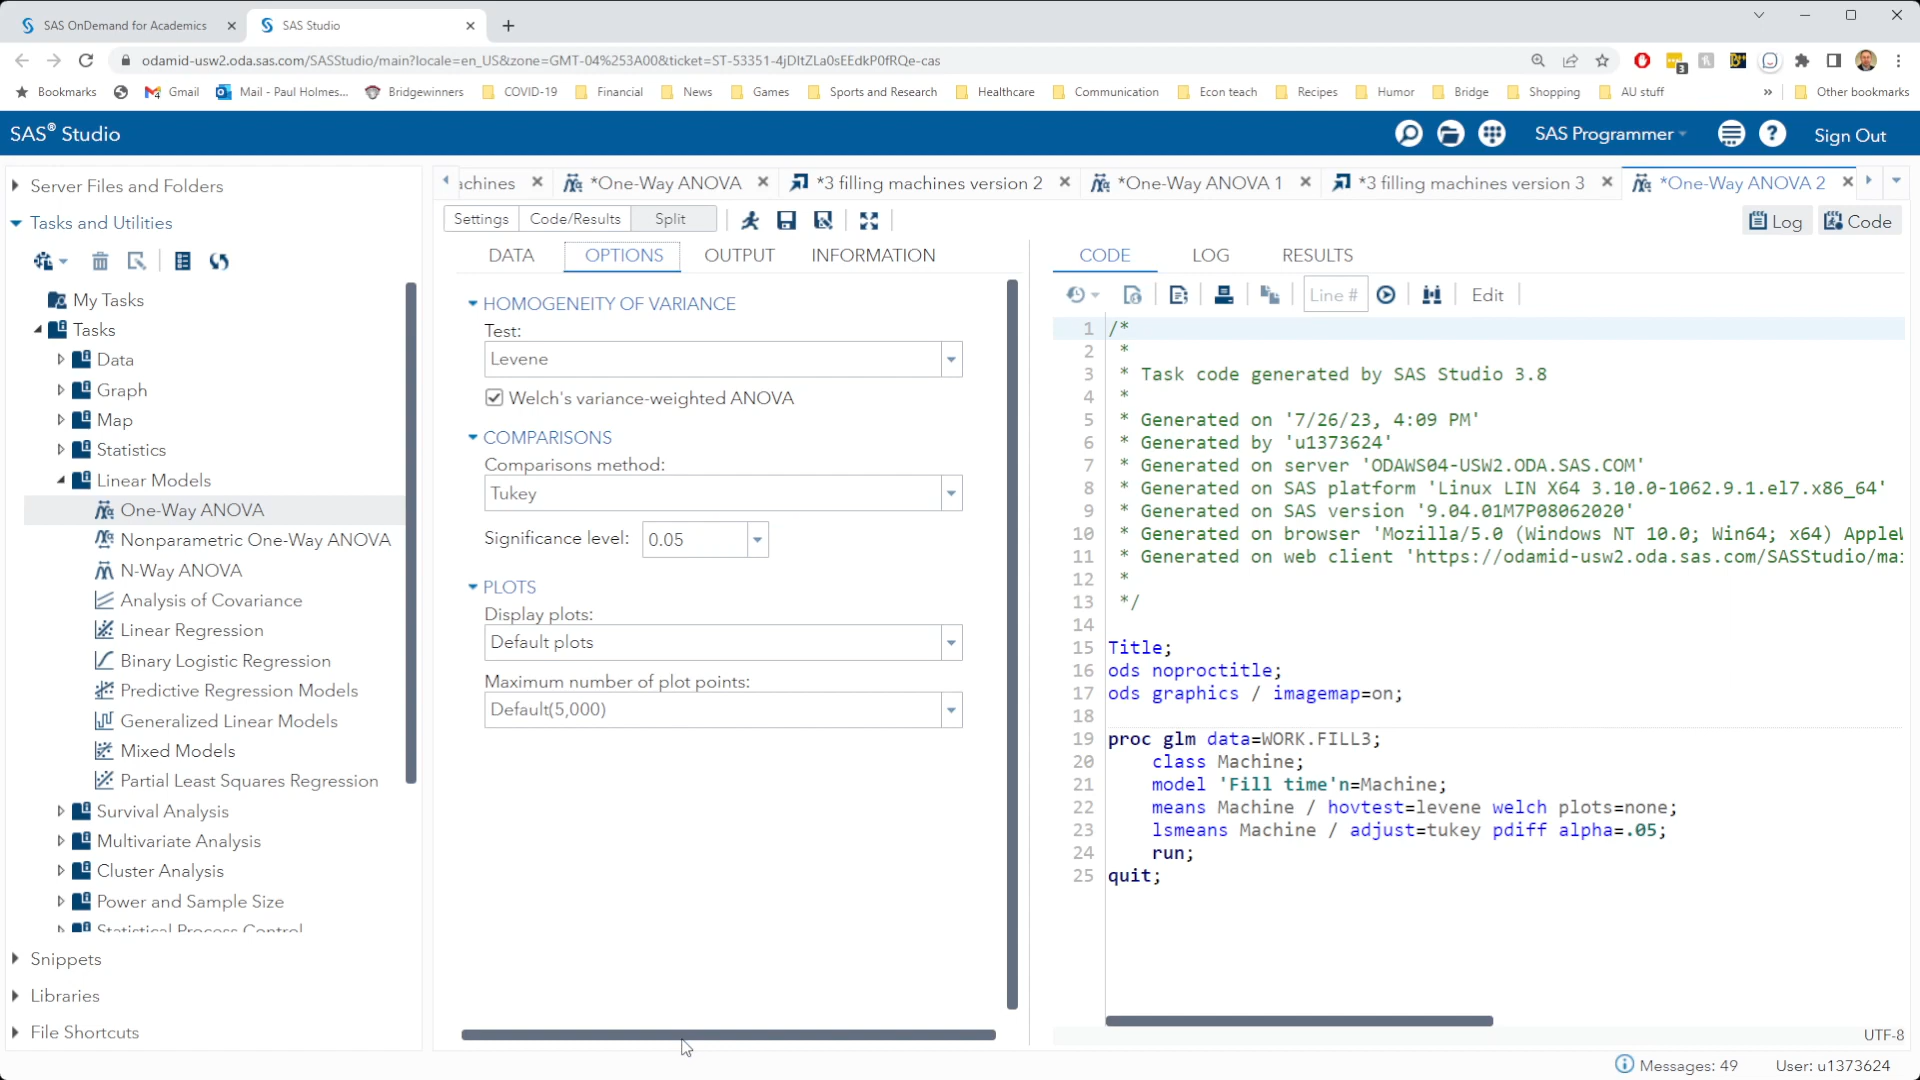 SAS OnDemand for Academics
SAS Studio
odamid-usw2.oda.sas.com/SASStudio/main?locale=en_US&zone=GMT-04%253A00&ticket=ST-53351-4jDItZLa0sEEdkP0fRQe-cas
3
Bookmarks
Gmail
Mail - Paul Holmes...
Bridgewinners
COVID-19
Financial
News
Games
Sports and Research
Healthcare
Communication
Econ teach
Recipes
Humor
Bridge
Shopping
AU stuff
»
Other bookmarks
SAS® Studio
SAS Programmer
Sign Out
Server Files and Folders
Tasks and Utilities
My Tasks
Tasks
Data
Graph
Map
Statistics
Linear Models
One-Way ANOVA
Nonparametric One-Way ANOVA
N-Way ANOVA
Analysis of Covariance
Linear Regression
Binary Logistic Regression
Predictive Regression Models
Generalized Linear Models
Mixed Models
Partial Least Squares Regression
Survival Analysis
Multivariate Analysis
Cluster Analysis
Power and Sample Size
Statistical Process Control
Snippets
Libraries
File Shortcuts
achines
*One-Way ANOVA
*3 filling machines version 2
*One-Way ANOVA 1
*3 filling machines version 3
*One-Way ANOVA 2
Settings
Code/Results
Split
Log
Code
DATA
OPTIONS
OUTPUT
INFORMATION
HOMOGENEITY OF VARIANCE
Test:
Levene
Welch's variance-weighted ANOVA
COMPARISONS
Comparisons method:
Tukey
Significance level:
0.05
PLOTS
Display plots:
Default plots
Maximum number of plot points:
Default(5,000)
CODE
LOG
RESULTS
Line #
Edit
1 /*
2 *
3 * Task code generated by SAS Studio 3.8
4 *
5 * Generated on '7/26/23, 4:09 PM'
6 * Generated by 'u1373624'
7 * Generated on server 'ODAWS04-USW2.ODA.SAS.COM'
8 * Generated on SAS platform 'Linux LIN X64 3.10.0-1062.9.1.el7.x86_64'
9 * Generated on SAS version '9.04.01M7P08062020'
10 * Generated on browser 'Mozilla/5.0 (Windows NT 10.0; Win64; x64) Apple
11 * Generated on web client 'https://odamid-usw2.oda.sas.com/SASStudio/mai
12 *
13 */
14
15 Title;
16 ods noproctitle;
17 ods graphics / imagemap=on;
18
19 proc glm data=WORK.FILL3;
20 class Machine;
21 model 'Fill time'n=Machine;
22 means Machine / hovtest=levene welch plots=none;
23 lsmeans Machine / adjust=tukey pdiff alpha=.05;
24 run;
25 quit;
UTF-8
Messages: 49
User: u1373624